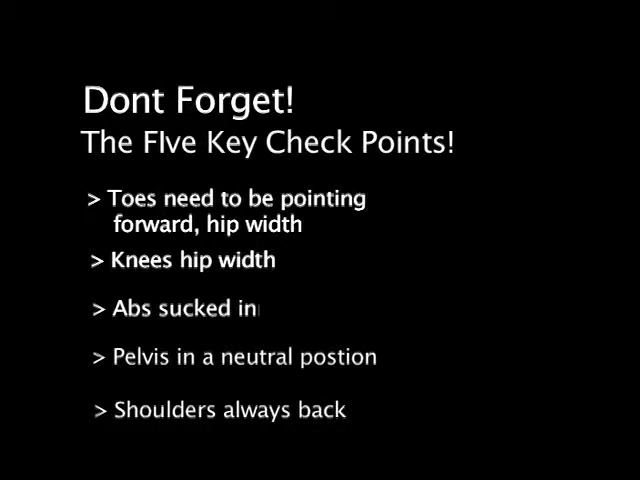 Dont Forget!
The FIve Key Check Points!
> Toes need to be pointing
forward, hip width
> Knees hip width
> Abs sucked in
> Pelvis in a neutral postion
> Shoulders always back